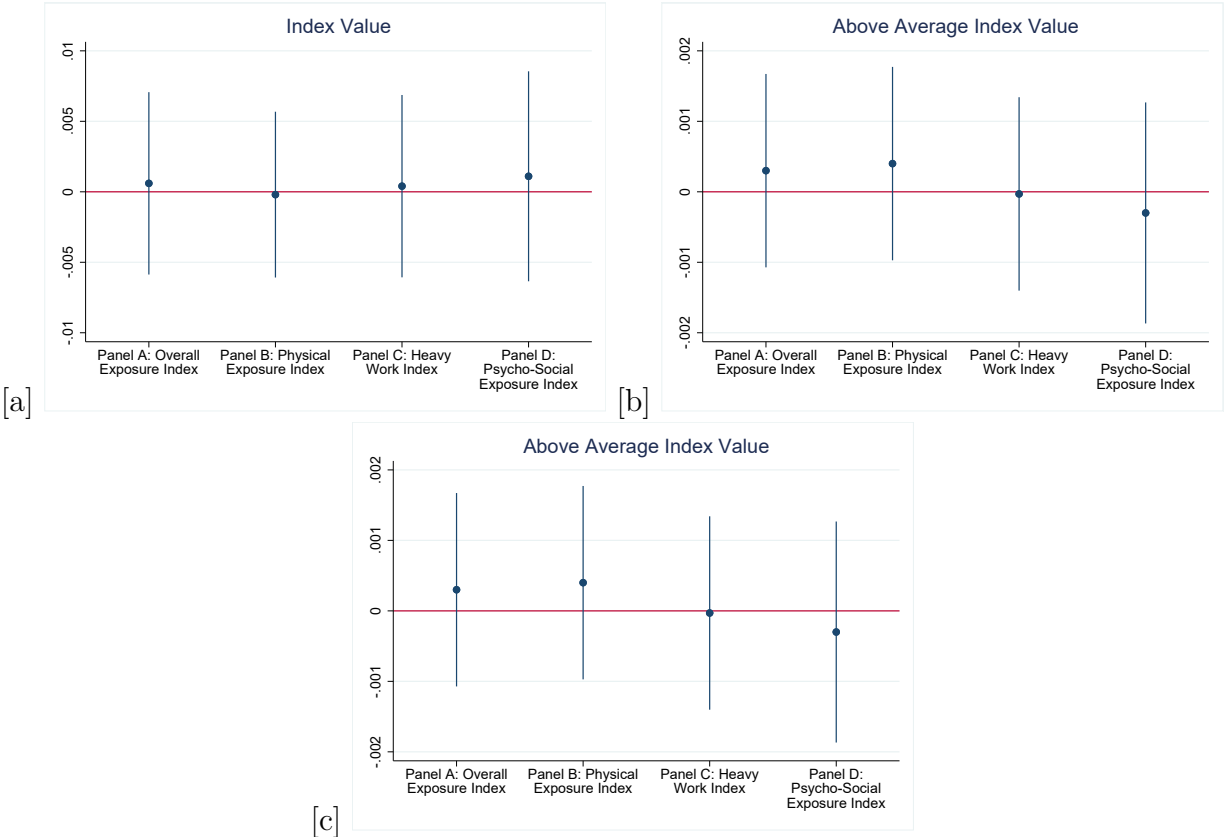 Index Value
.01
.005
0
-.005
-.01
Panel A: Overall
Exposure Index
Panel B: Physical
Exposure Index
Panel C: Heavy
Work Index
Panel D:
Psycho-Social
Exposure Index
[a]
Above Average Index Value
.002
.001
0
-.001
-.002
Panel A: Overall
Exposure Index
Panel B: Physical
Exposure Index
Panel C: Heavy
Work Index
Panel D:
Psycho-Social
Exposure Index
[b]
Above Average Index Value
.002
.001
0
-.001
-.002
Panel A: Overall
Exposure Index
Panel B: Physical
Exposure Index
Panel C: Heavy
Work Index
Panel D:
Psycho-Social
Exposure Index
[c]